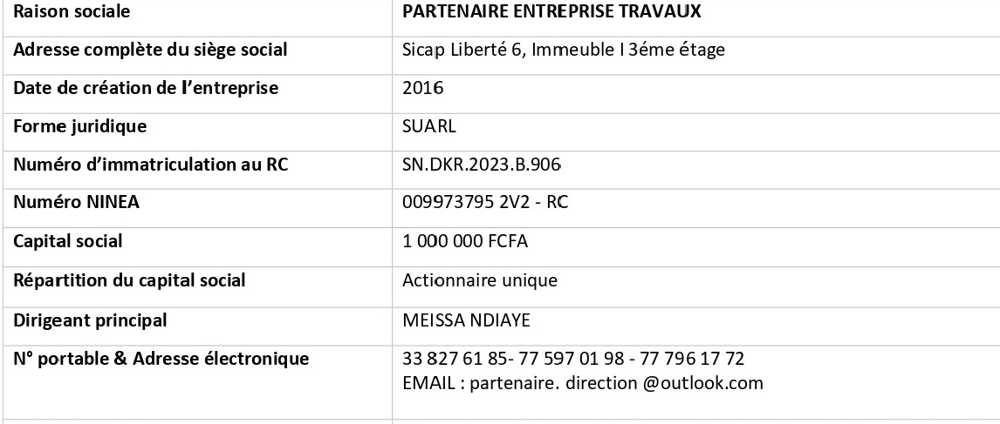 Raison sociale PARTENAIRE ENTREPRISE TRAVAUX
Adresse complète du siège social Sicap Liberté 6, Immeuble I 3éme étage
Date de création de l’entreprise 2016
Forme juridique SUARL
Numéro d’immatriculation au RC SN.DKR.2023.B.906
Numéro NINEA 009973795 2V2 - RC
Capital social 1 000 000 FCFA
Répartition du capital social Actionnaire unique
Dirigeant principal MEISSA NDIAYE
N° portable & Adresse électronique 33 827 61 85- 77 597 01 98 - 77 796 17 72
EMAIL : partenaire. direction @outlook.com